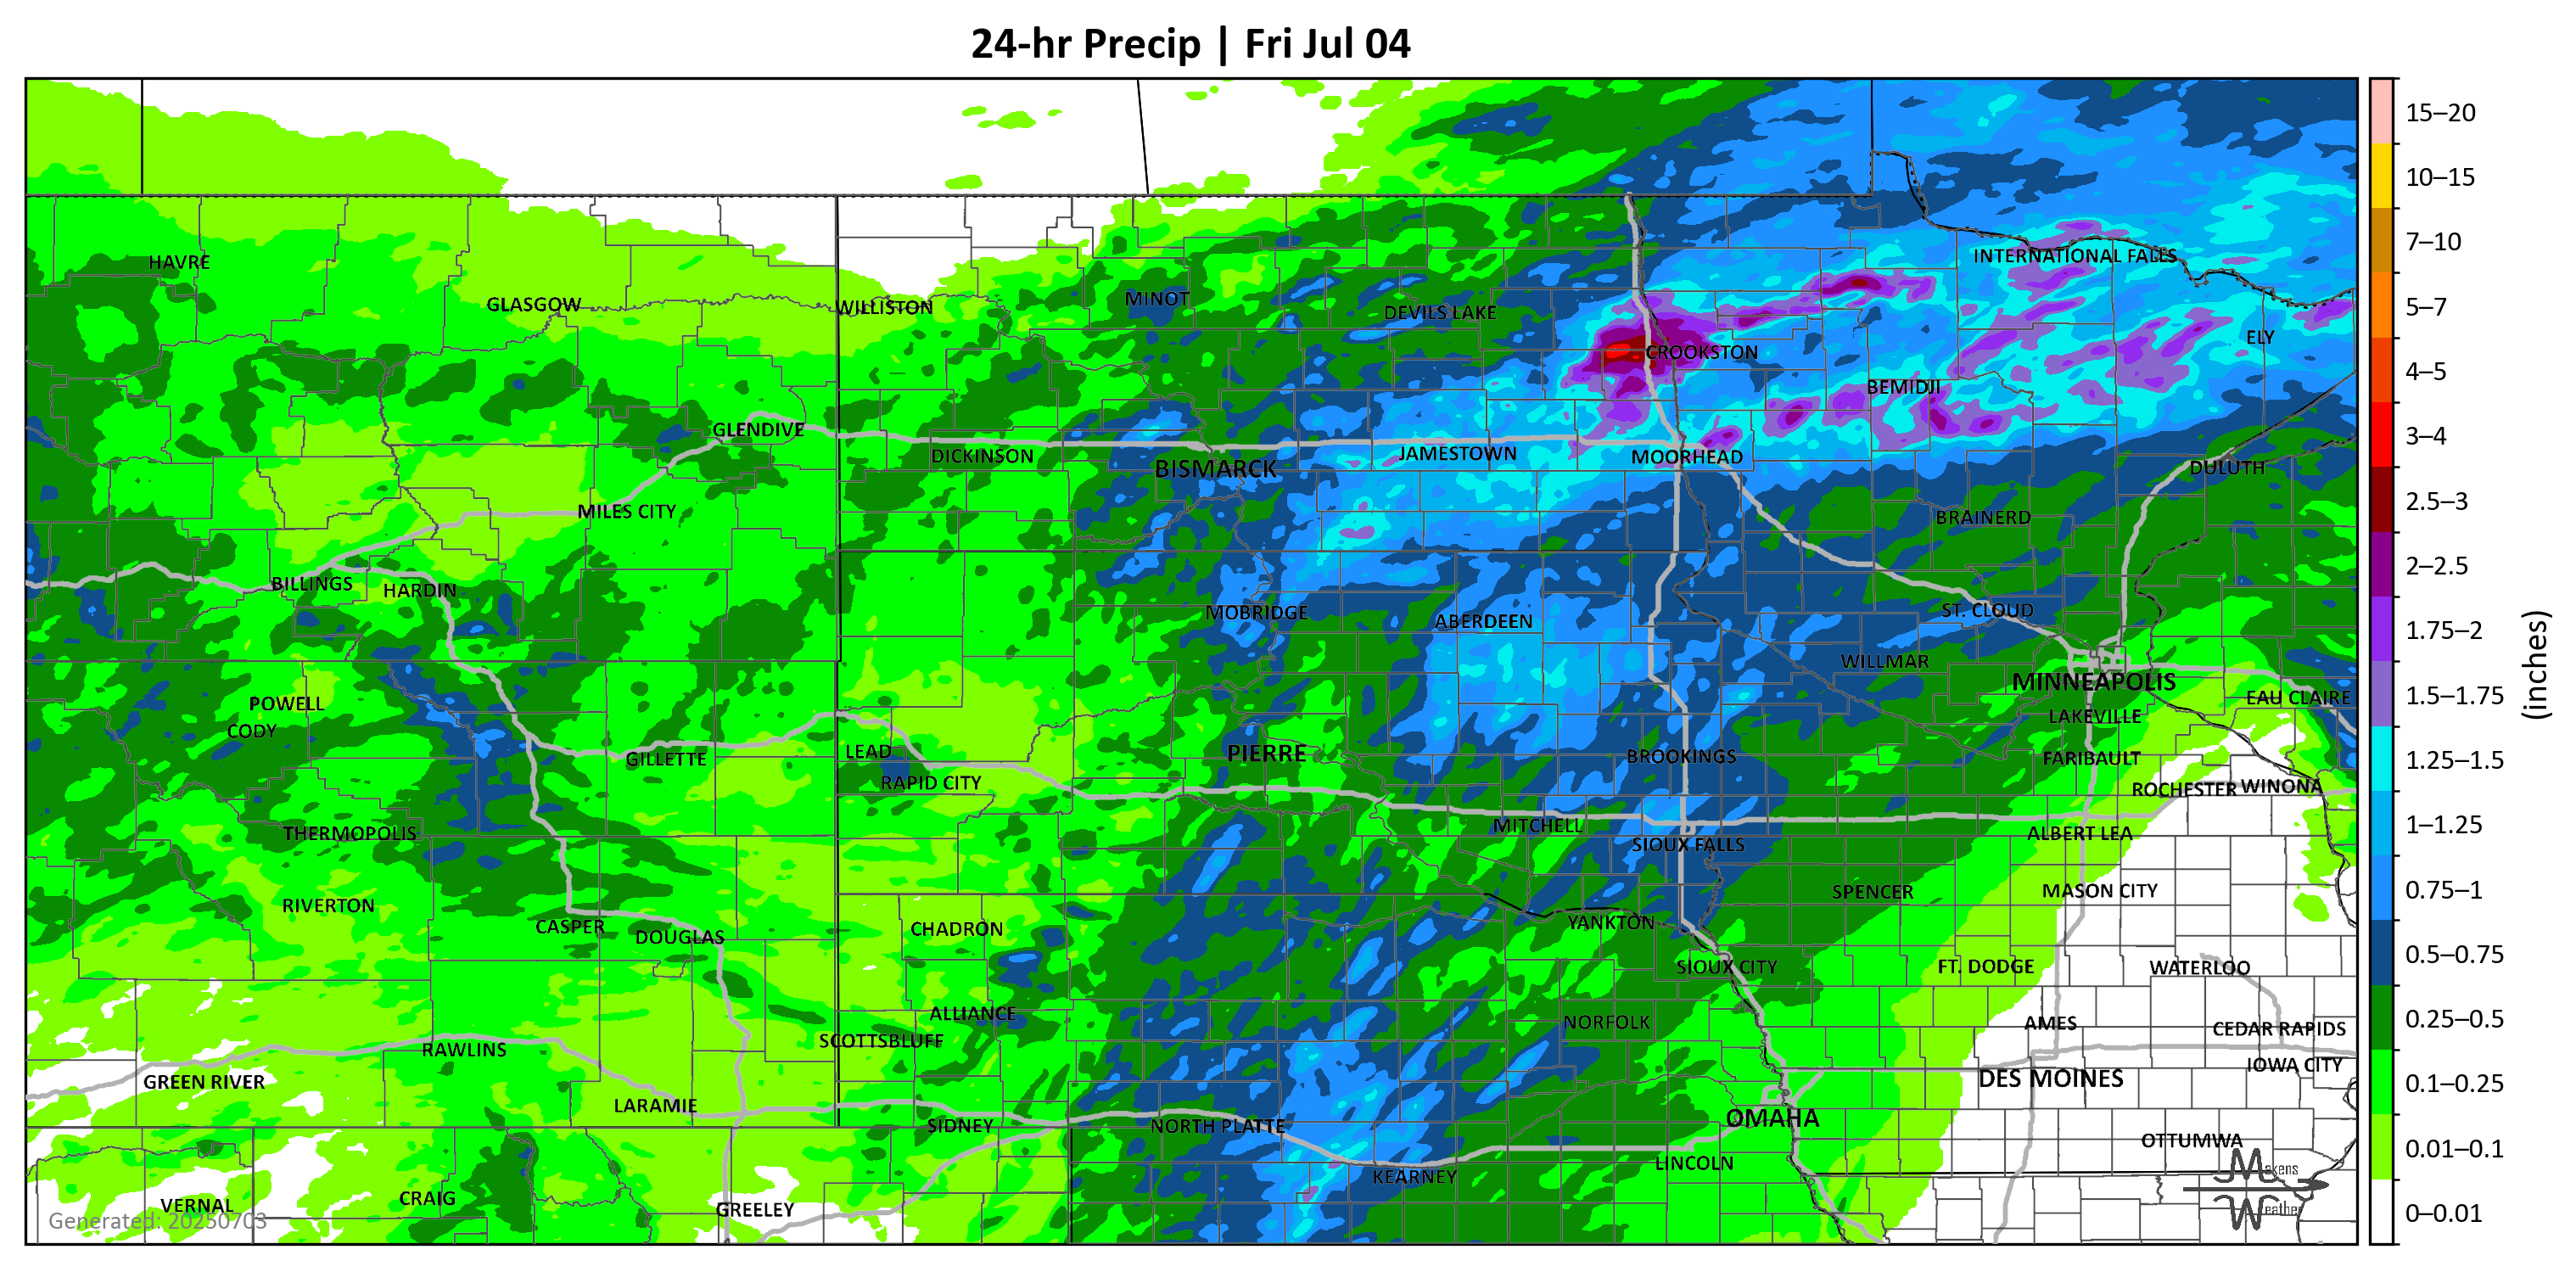 24-hr Precip | Fri Jul 04
HAVRE
GLASGOW
WILLISTON
MINOT
DEVILS LAKE
INTERNATIONAL FALLS
CROOKSTON
ELY
BEMIDJI
GLENDIVE
DICKINSON
BISMARCK
JAMESTOWN
MOORHEAD
DULUTH
MILES CITY
BRAINERD
BILLINGS
HARDIN
MOBRIDGE
ABERDEEN
ST. CLOUD
WILLMAR
MINNEAPOLIS
POWELL
EAU CLAIRE
CODY
LAKEVILLE
GILLETTE
LEAD
PIERRE
BROOKINGS
FARIBAULT
RAPID CITY
ROCHESTER
WINONA
THERMOPOLIS
MITCHELL
ALBERT LEA
SIOUX FALLS
RIVERTON
SPENCER
MASON CITY
CASPER
DOUGLAS
CHADRON
YANKTON
SIOUX CITY
FT. DODGE
WATERLOO
ALLIANCE
NORFOLK
AMES
CEDAR RAPIDS
SCOTTSBLUFF
RAWLINS
IOWA CITY
GREEN RIVER
DES MOINES
LARAMIE
SIDNEY
NORTH PLATTE
OMAHA
OTTUMWA
KEARNEY
LINCOLN
VERNAL
CRAIG
GREELEY
Generated: 20250703
Makens
Weather
15–20
10–15
7–10
5–7
4–5
3–4
2.5–3
2–2.5
1.75–2
1.5–1.75
1.25–1.5
1–1.25
0.75–1
0.5–0.75
0.25–0.5
0.1–0.25
0.01–0.1
0–0.01
(inches)